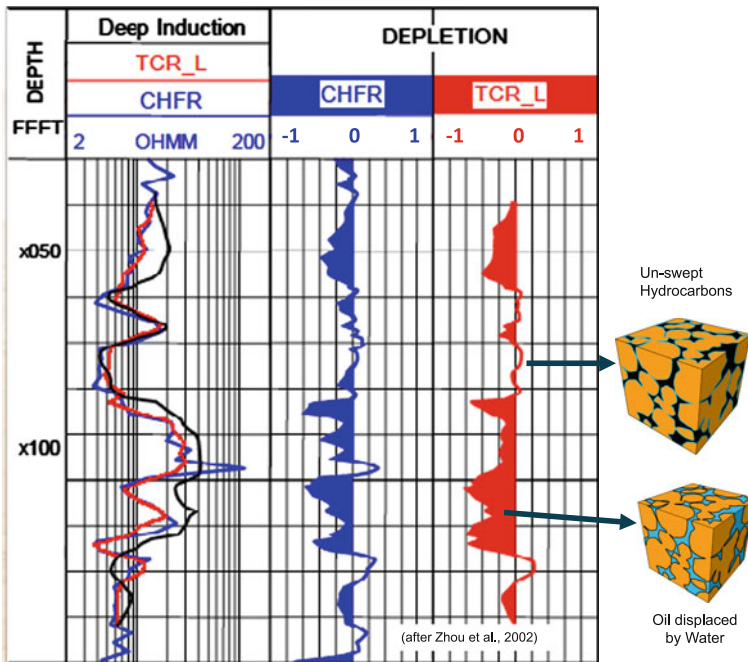 DEPTH
FFFT
Deep Induction
TCR_L
CHFR
2 OHMM 200
DEPLETION
CHFR TCR_L
-1 0 1 -1 0 1
x050
x100
Un-swept
Hydrocarbons
Oil displaced
by Water
(after Zhou et al., 2002)